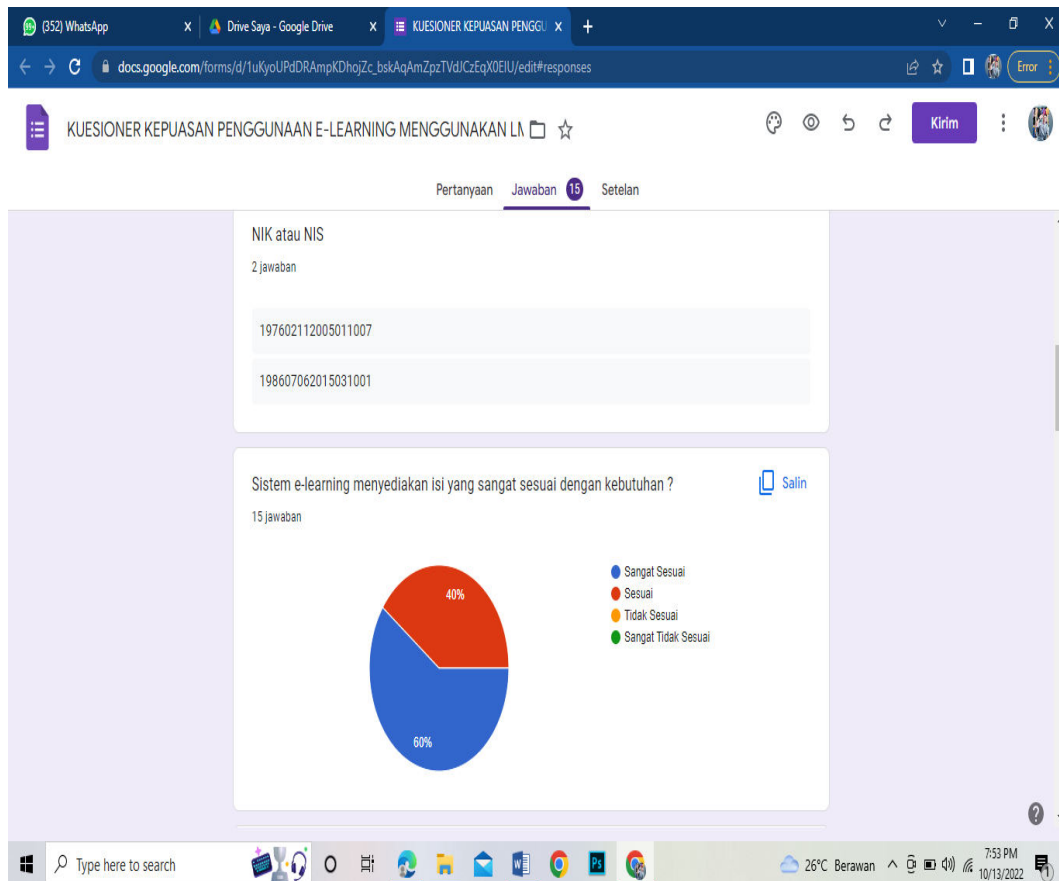 (352) WhatsApp
Drive Saya - Google Drive
KUESIONER KEPUASAN PENGGU
docs.google.com/forms/d/1uKyoUPdDRAmpKDhojZc_bskAqAmZpzTVdJCzEqX0EIU/edit#responses
Error
KUESIONER KEPUASAN PENGGUNAAN E-LEARNING MENGGUNAKAN LM
Kirim
Pertanyaan Jawaban 15 Setelan
NIK atau NIS
2 jawaban
197602112005011007
198607062015031001
Sistem e-learning menyediakan isi yang sangat sesuai dengan kebutuhan ?
Salin
15 jawaban
40%
60%
Sangat Sesuai
Sesuai
Tidak Sesuai
Sangat Tidak Sesuai
Type here to search
26°C Berawan
7:53 PM
10/13/2022